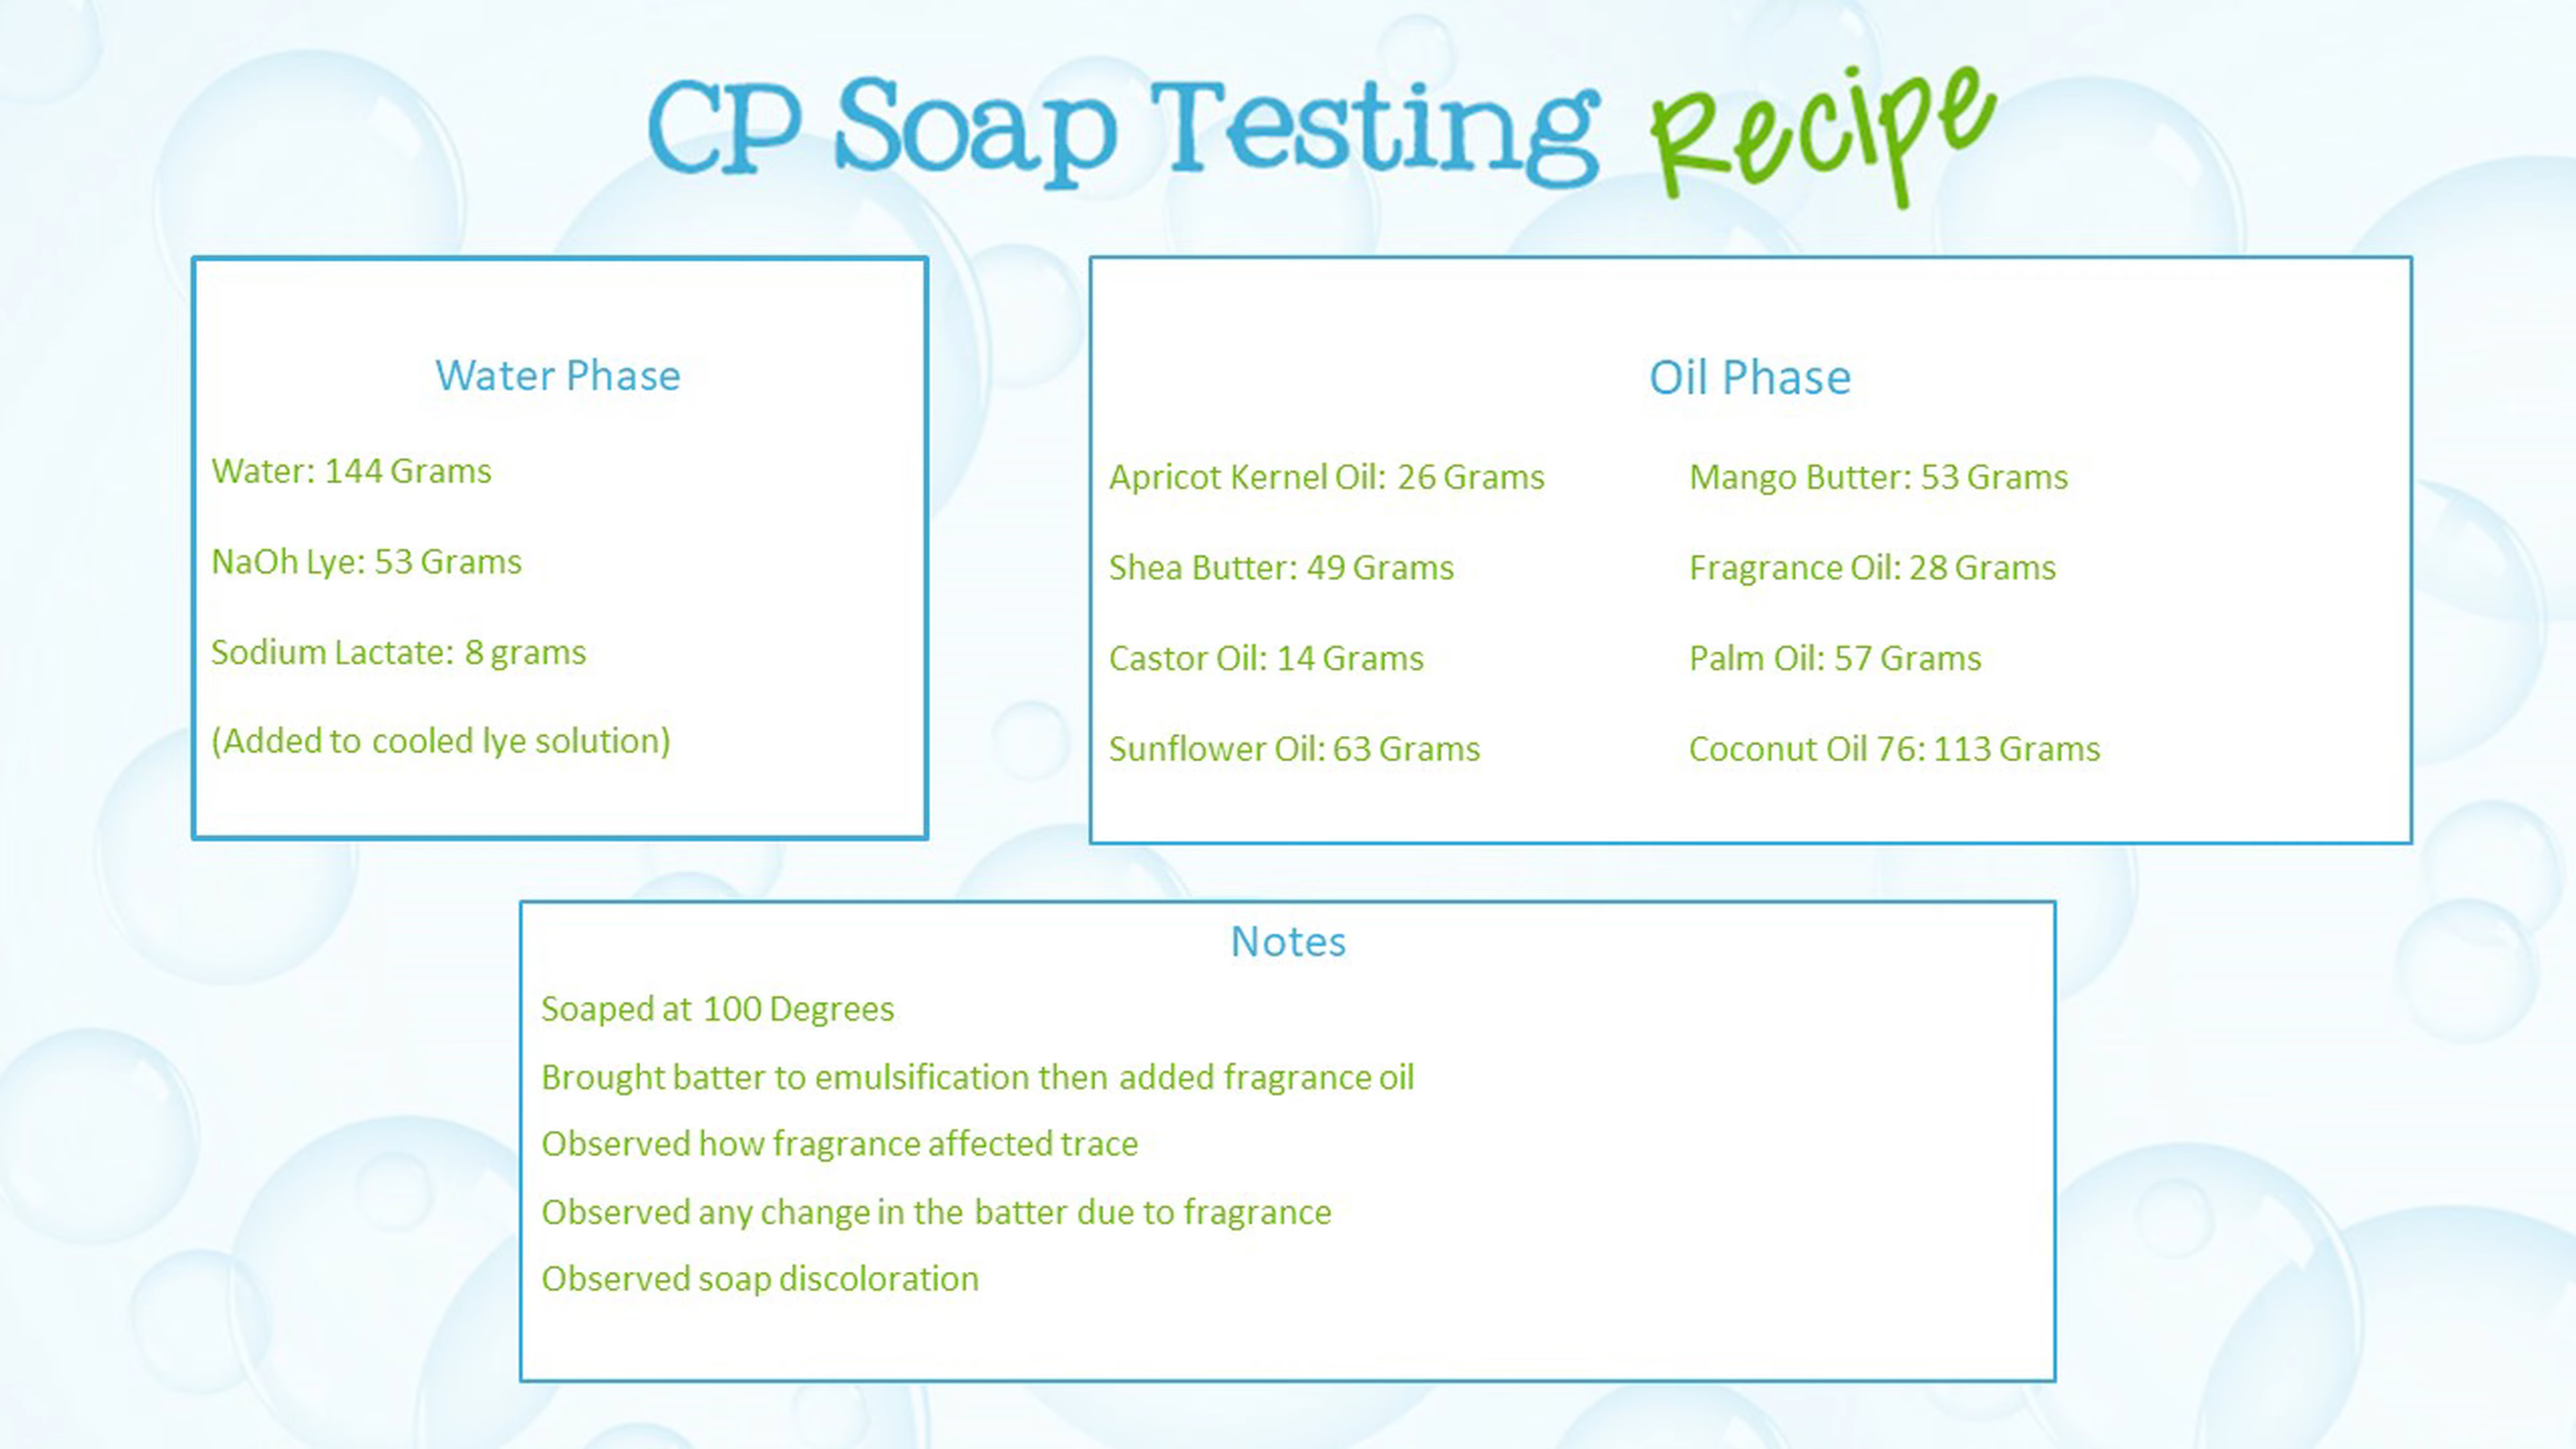 CP Soap Testing Recipe
Water Phase
Water: 144 Grams
NaOh Lye: 53 Grams
Sodium Lactate: 8 grams
(Added to cooled lye solution)
Oil Phase
Apricot Kernel Oil: 26 Grams
Shea Butter: 49 Grams
Castor Oil: 14 Grams
Sunflower Oil: 63 Grams
Mango Butter: 53 Grams
Fragrance Oil: 28 Grams
Palm Oil: 57 Grams
Coconut Oil 76: 113 Grams
Notes
Soaped at 100 Degrees
Brought batter to emulsification then added fragrance oil
Observed how fragrance affected trace
Observed any change in the batter due to fragrance
Observed soap discoloration